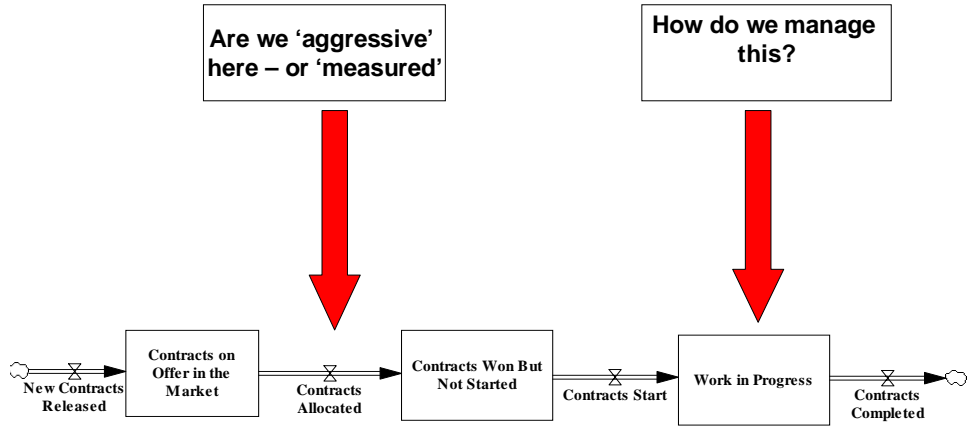 Are we ‘aggressive’
here – or ‘measured’
How do we manage
this?
Contracts on
Offer in the
Market
Contracts Won But
Not Started
Work in Progress
New Contracts
Released
Contracts
Allocated
Contracts Start
Contracts
Completed